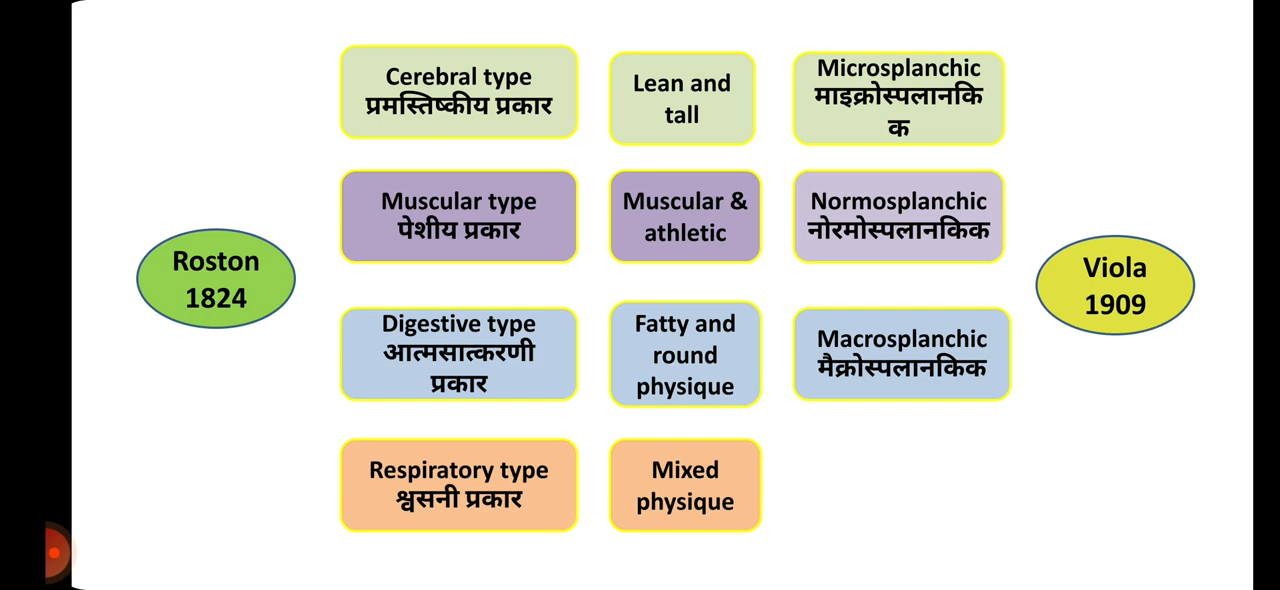 Roston
1824
Cerebral type
प्रमस्तिष्कीय प्रकार
Lean and
tall
Microsplanchic
माइक्रोस्पलानकि
क
Muscular type
पेशीय प्रकार
Muscular &
athletic
Normosplanchic
नोरमोस्पलानकिक
Digestive type
आत्मसात्करणी
प्रकार
Fatty and
round
physique
Macrosplanchic
मैक्रोस्पलानकिक
Respiratory type
श्वसनी प्रकार
Mixed
physique
Viola
1909